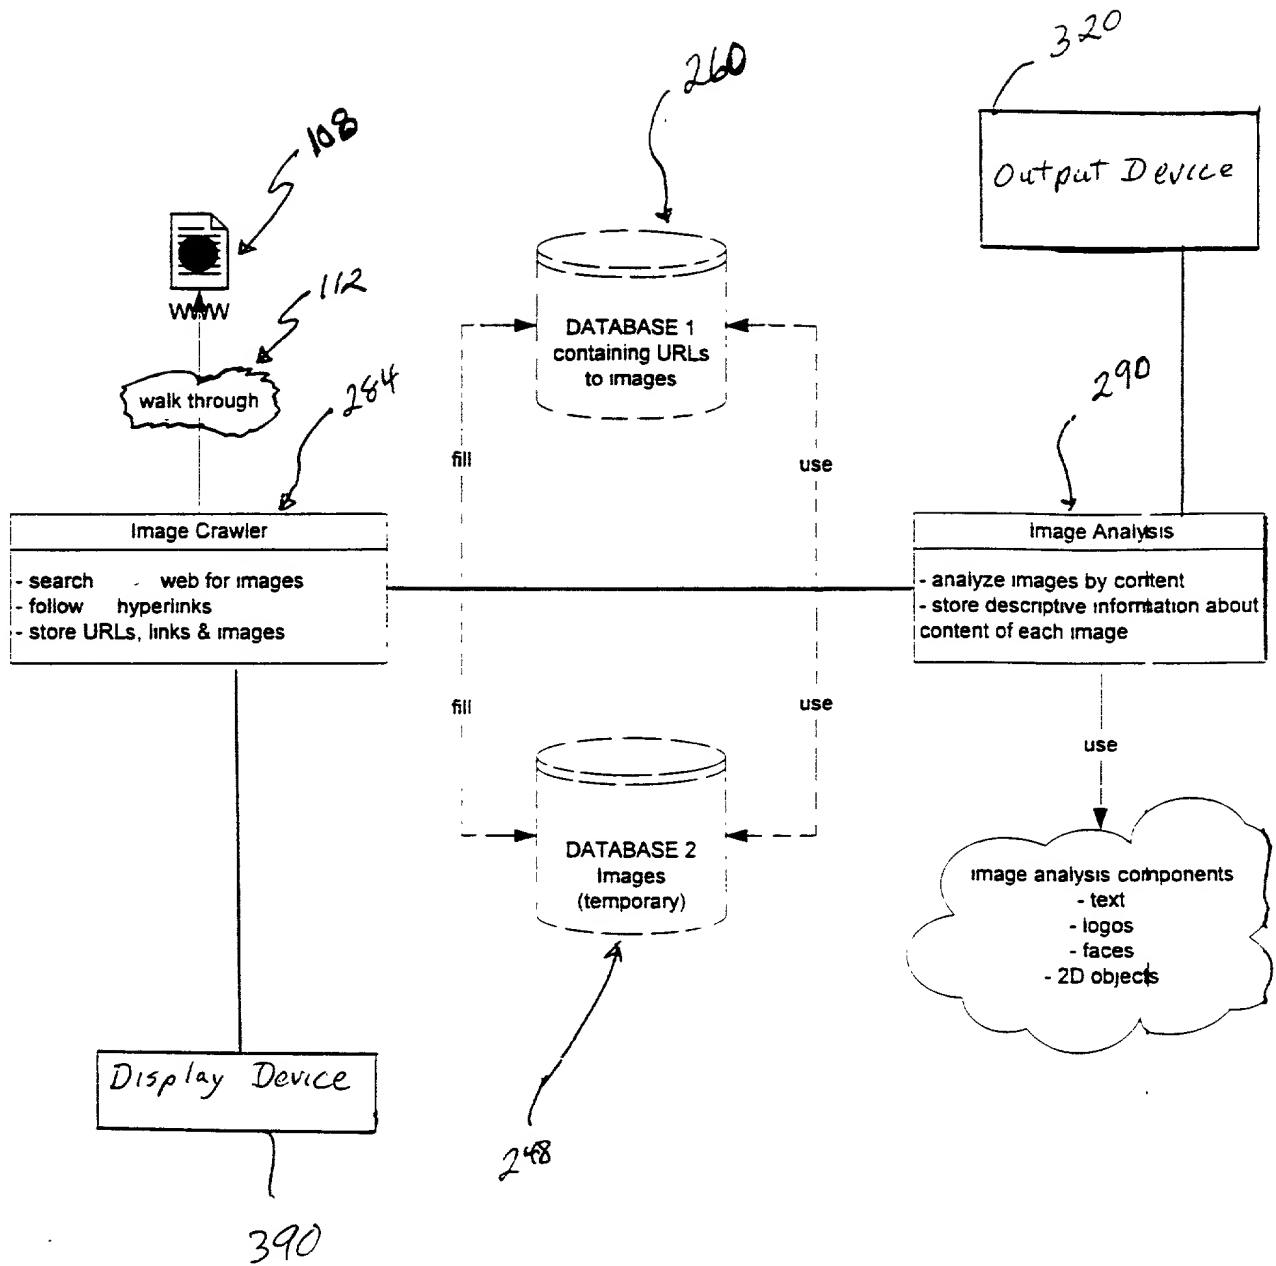 320
260
108
Output Device
112
WWW
DATABASE 1
containing URLs
to images
walk through
284
290
fill
use
Image Crawler
- search web for images
- follow hyperlinks
- store URLs, links & images
Image Analysis
- analyze images by content
- store descriptive information about
content of each image
fill
use
use
DATABASE 2
Images
(temporary)
image analysis components
- text
- logos
- faces
- 2D objects
Display Device
248
390